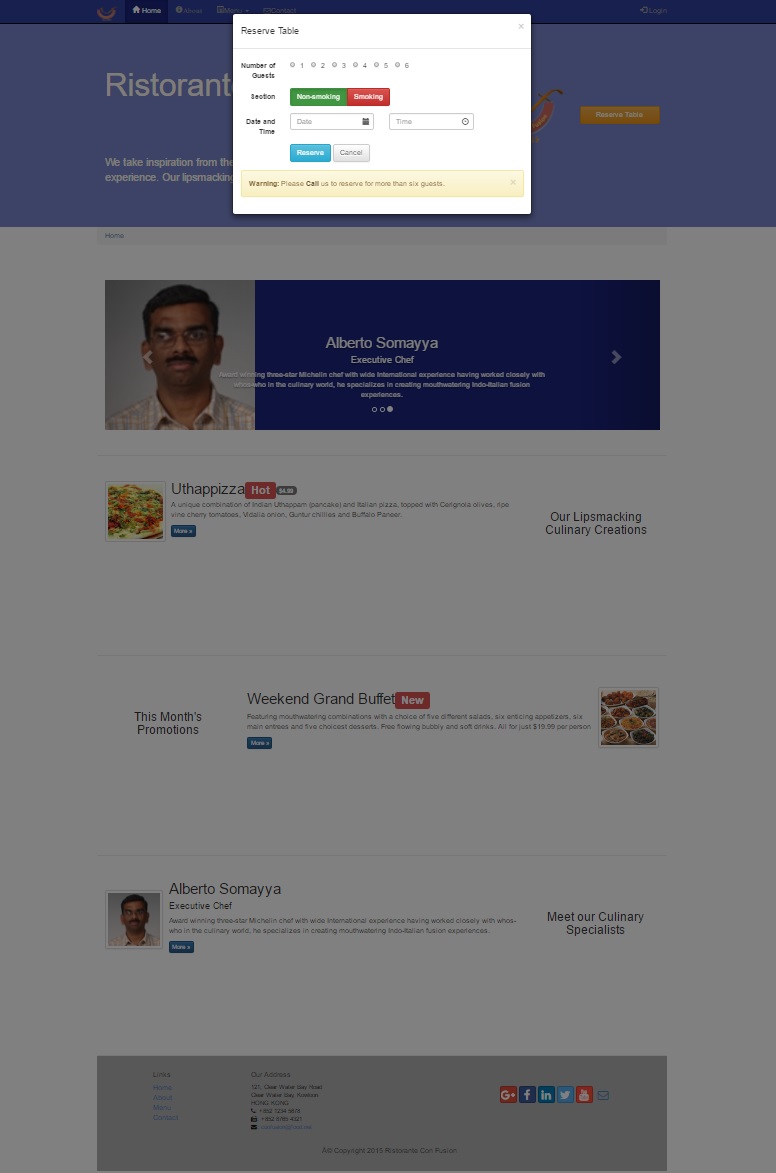 Home
About
Menu
Contact
Login
Reserve Table
×
Number of
Guests
1 2 3 4 5 6
Section
Non-smoking Smoking
Date and
Time
Date
Time
Reserve Cancel
Warning: Please Call us to reserve for more than six guests.
×
Ristorant
We take inspiration from the
experience. Our lipsmacking
Reserve Table
Home
Alberto Somayya
Executive Chef
Award winning three-star Michelin chef with wide International experience having worked closely with
whos-who in the culinary world, he specializes in creating mouthwatering Indo-Italian fusion
experiences.
Uthappizza Hot $4.99
A unique combination of Indian Uthappam (pancake) and Italian pizza, topped with Cerignola olives, ripe
vine cherry tomatoes, Vidalia onion, Guntur chillies and Buffalo Paneer.
More »
Our Lipsmacking
Culinary Creations
This Month's
Promotions
Weekend Grand Buffet New
Featuring mouthwatering combinations with a choice of five different salads, six enticing appetizers, six
main entrees and five choicest desserts. Free flowing bubbly and soft drinks. All for just $19.99 per person
More »
Alberto Somayya
Executive Chef
Award winning three-star Michelin chef with wide International experience having worked closely with whos-
who in the culinary world, he specializes in creating mouthwatering Indo-Italian fusion experiences.
More »
Meet our Culinary
Specialists
Links
Home
About
Menu
Contact
Our Address
121, Clear Water Bay Road
Clear Water Bay, Kowloon
HONG KONG
+852 1234 5678
+852 8765 4321
confusion@food.net
Â© Copyright 2015 Ristorante Con Fusion